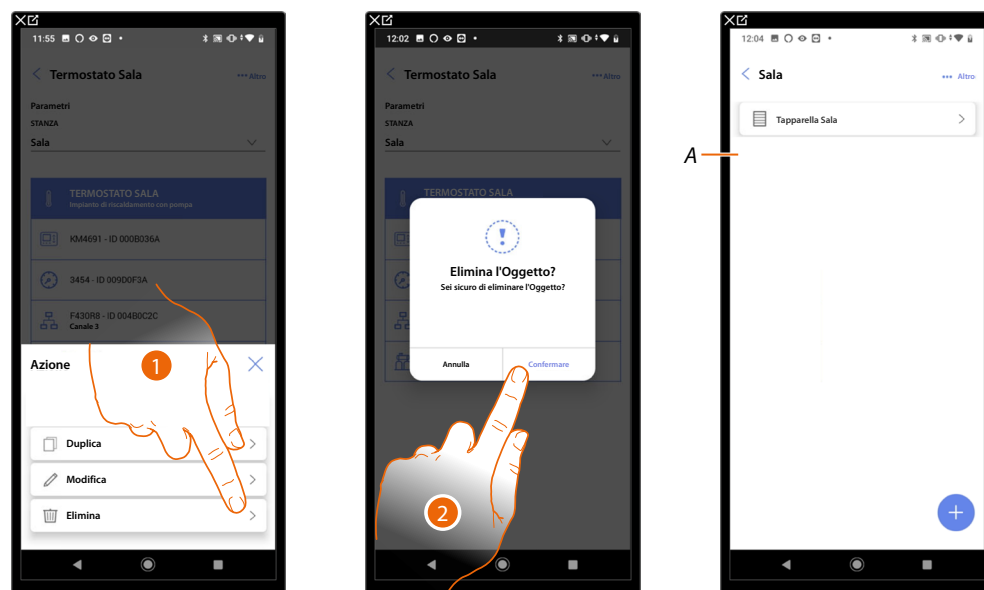 11:55
Termostato Sala
••• Altro
Parametri
STANZA
Sala
TERMOSTATO SALA
Impianto di riscaldamento con pompa
KM4691 - ID 000B036A
3454 - ID 009D0F3A
F430R8 - ID 004B0C2C
Canale 3
Azione
1
Duplica
Modifica
Elimina
12:02
Termostato Sala
••• Altro
Parametri
STANZA
Sala
TERMOSTATO SALA
Elimina l'Oggetto?
Sei sicuro di eliminare l'Oggetto?
Annulla
Confermare
2
12:04
Sala
••• Altro
Tapparella Sala
A